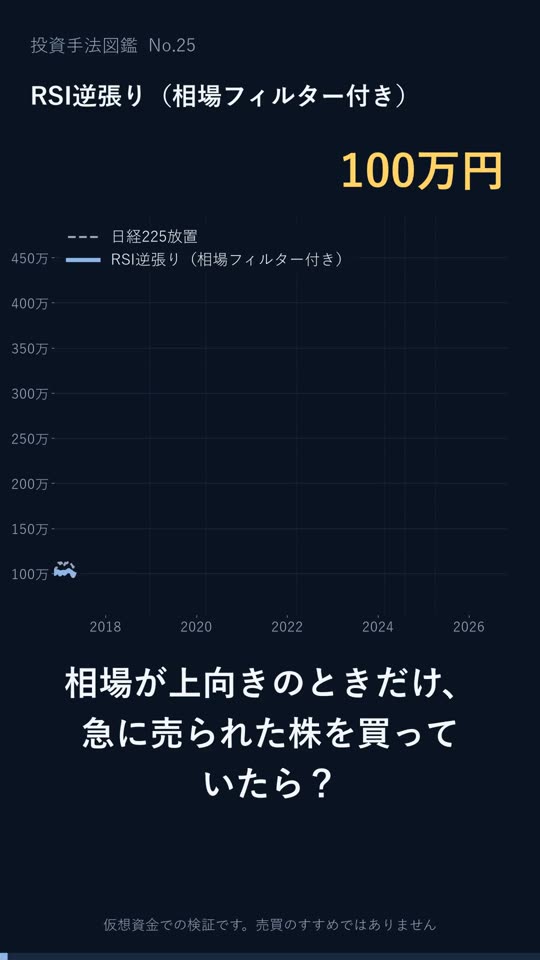 投資手法図鑑 No.25
RSI逆張り（相場フィルター付き）
100万円
日経225放置
RSI逆張り（相場フィルター付き）
450万
400万
350万
300万
250万
200万
150万
100万
2018 2020 2022 2024 2026
相場が上向きのときだけ、
急に売られた株を買って
いたら？
仮想資金での検証です。売買のすすめではありません